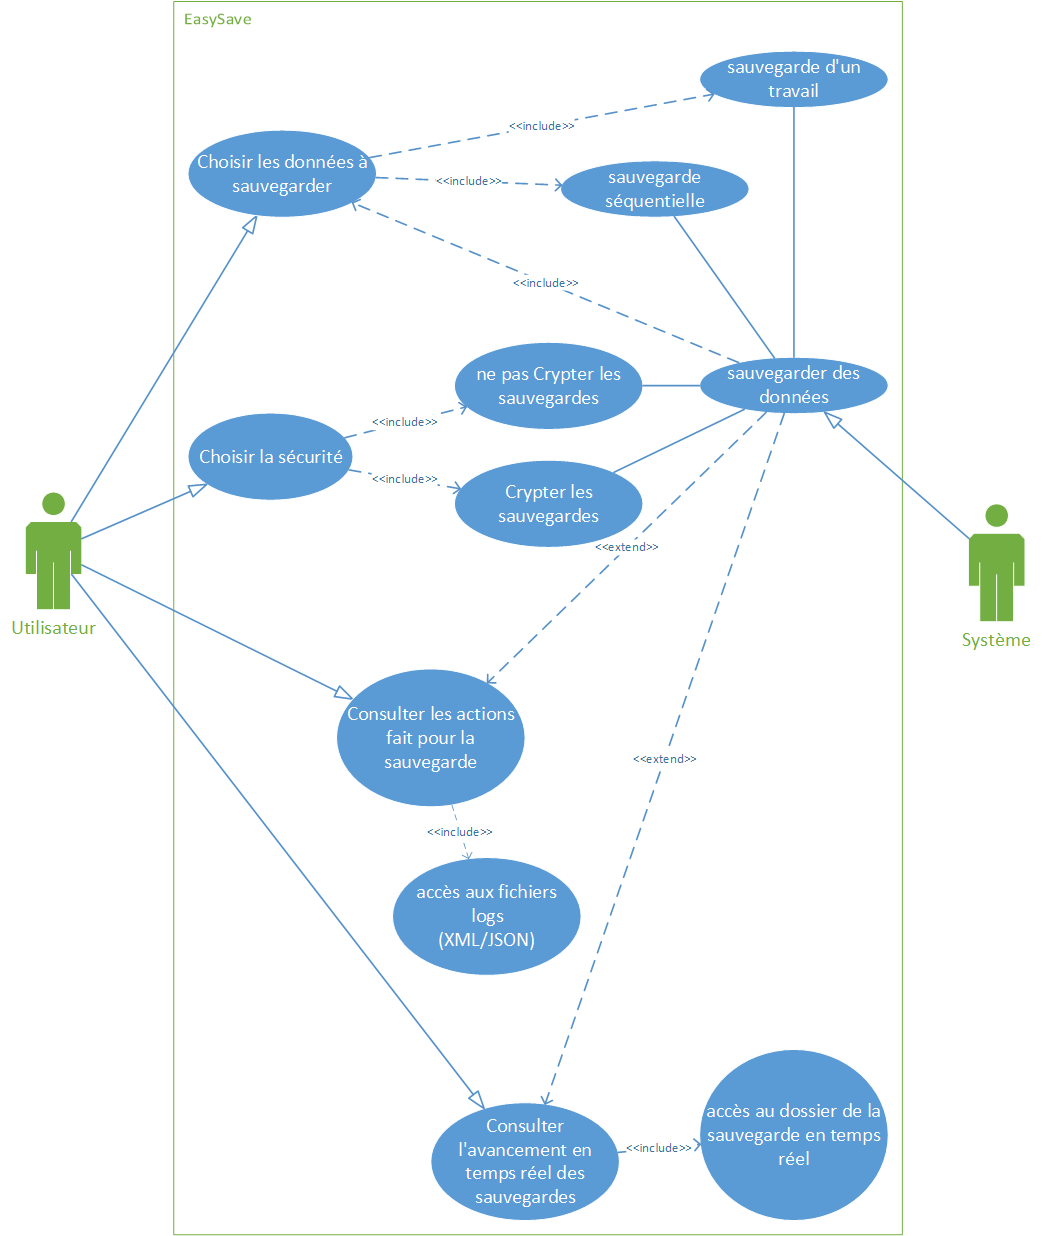 EasySave
sauvegarde d'un
travail
<<include>>
Choisir les données à
sauvegarder
<<include>>
sauvegarde
séquentielle
<<include>>
ne pas Crypter les
sauvegardes
sauvegarder des
données
<<include>>
Choisir la sécurité
<<include>>
Crypter les
sauvegardes
<<extend>>
Utilisateur
Système
Consulter les actions
fait pour la
sauvegarde
<<extend>>
<<include>>
accès aux fichiers
logs
(XML/JSON)
Consulter
l'avancement en
temps réel des
sauvegardes
<<include>>
accès au dossier de la
sauvegarde en temps
réel